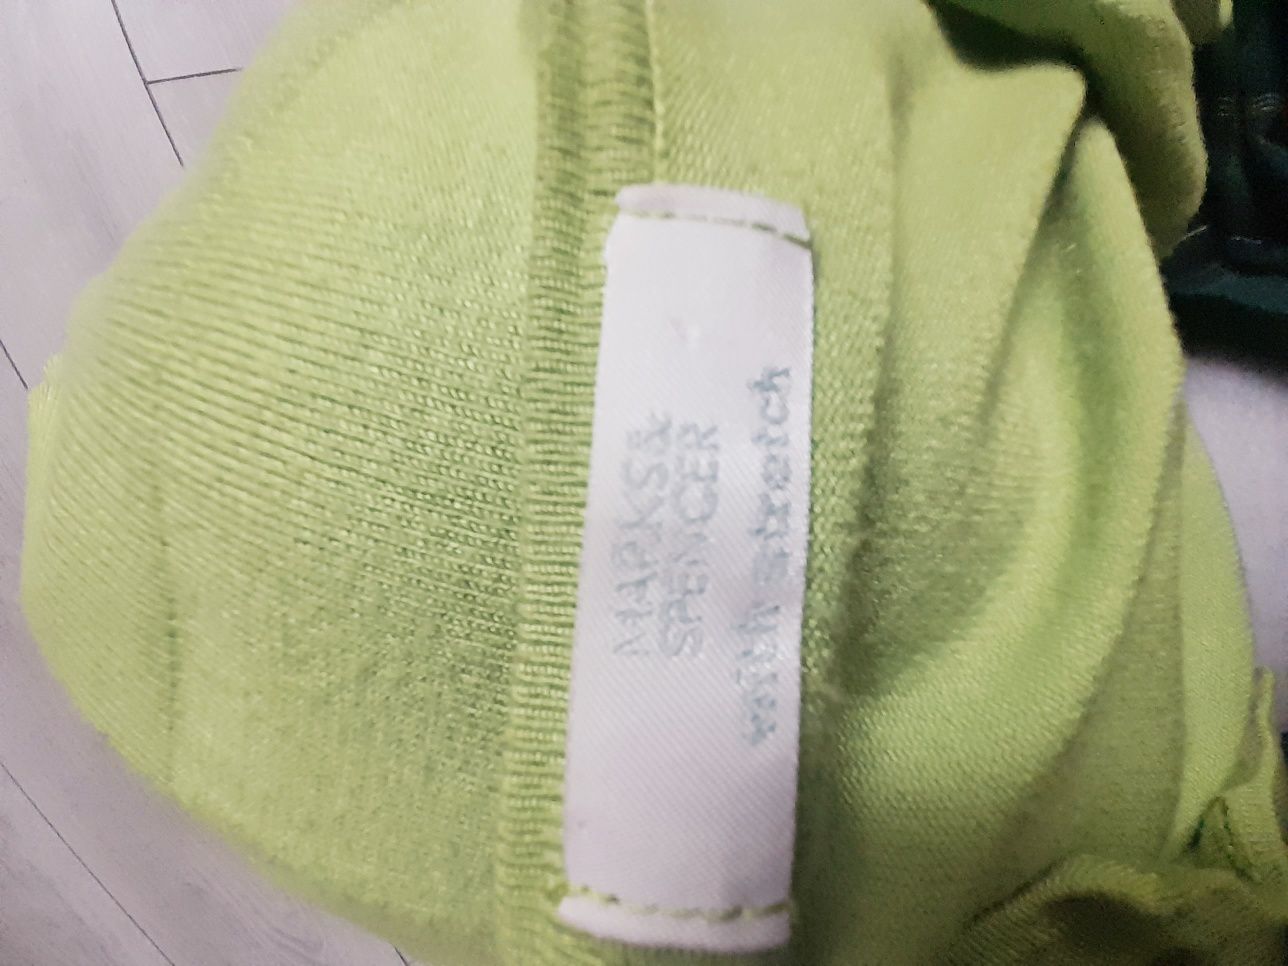 MARKS&
SPENCER
with stretch